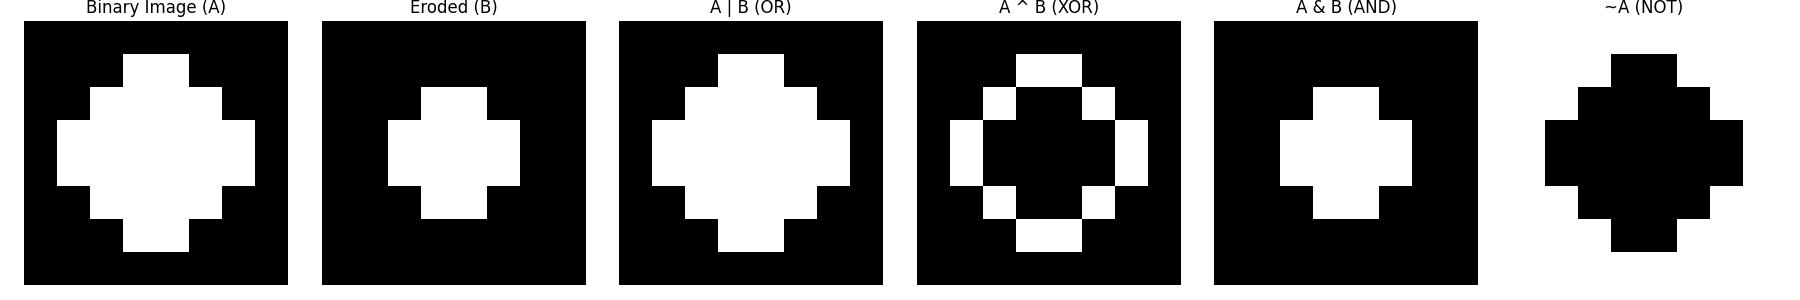 Binary Image (A)
Eroded (B)
A | B (OR)
A ^ B (XOR)
A & B (AND)
~A (NOT)